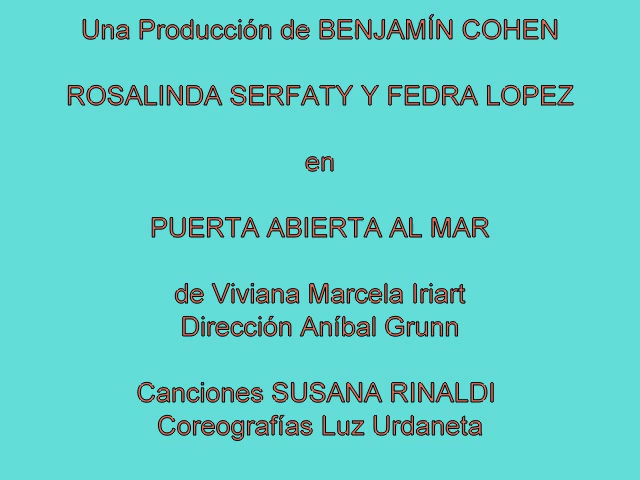 Una Producción de BENJAMÍN COHEN
ROSALINDA SERFATY Y FEDRA LOPEZ
en
PUERTA ABIERTA AL MAR
de Viviana Marcela Iriart
Dirección Aníbal Grunn
Canciones SUSANA RINALDI
Coreografías Luz Urdaneta